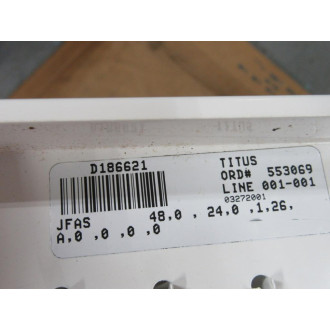 D186621 TITUS
ORD# 553069
LINE 001-001
03272001
JFAS 48,0 , 24,0 ,1,26,
A,0 ,0 ,0 ,0